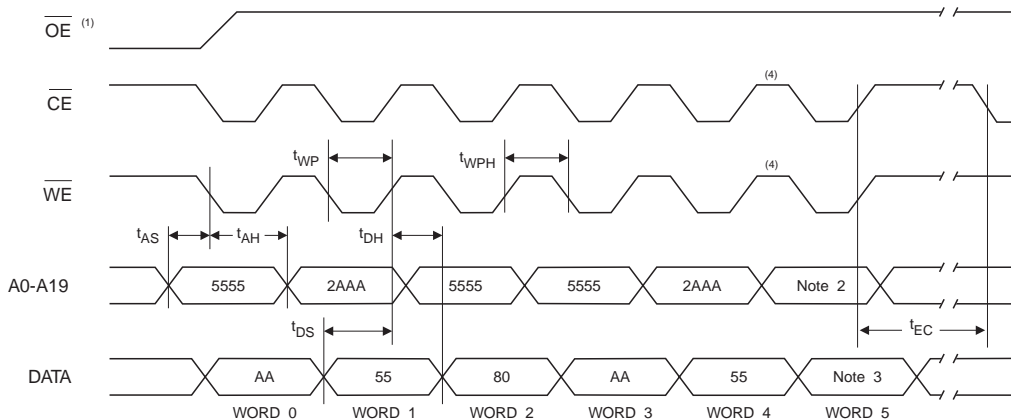 OE (1)
CE (4)
tWP tWPH
WE (4)
tAS tAH tDH
A0-A19 5555 2AAA 5555 5555 2AAA Note 2
tDS tEC
DATA AA 55 80 AA 55 Note 3
WORD 0 WORD 1 WORD 2 WORD 3 WORD 4 WORD 5